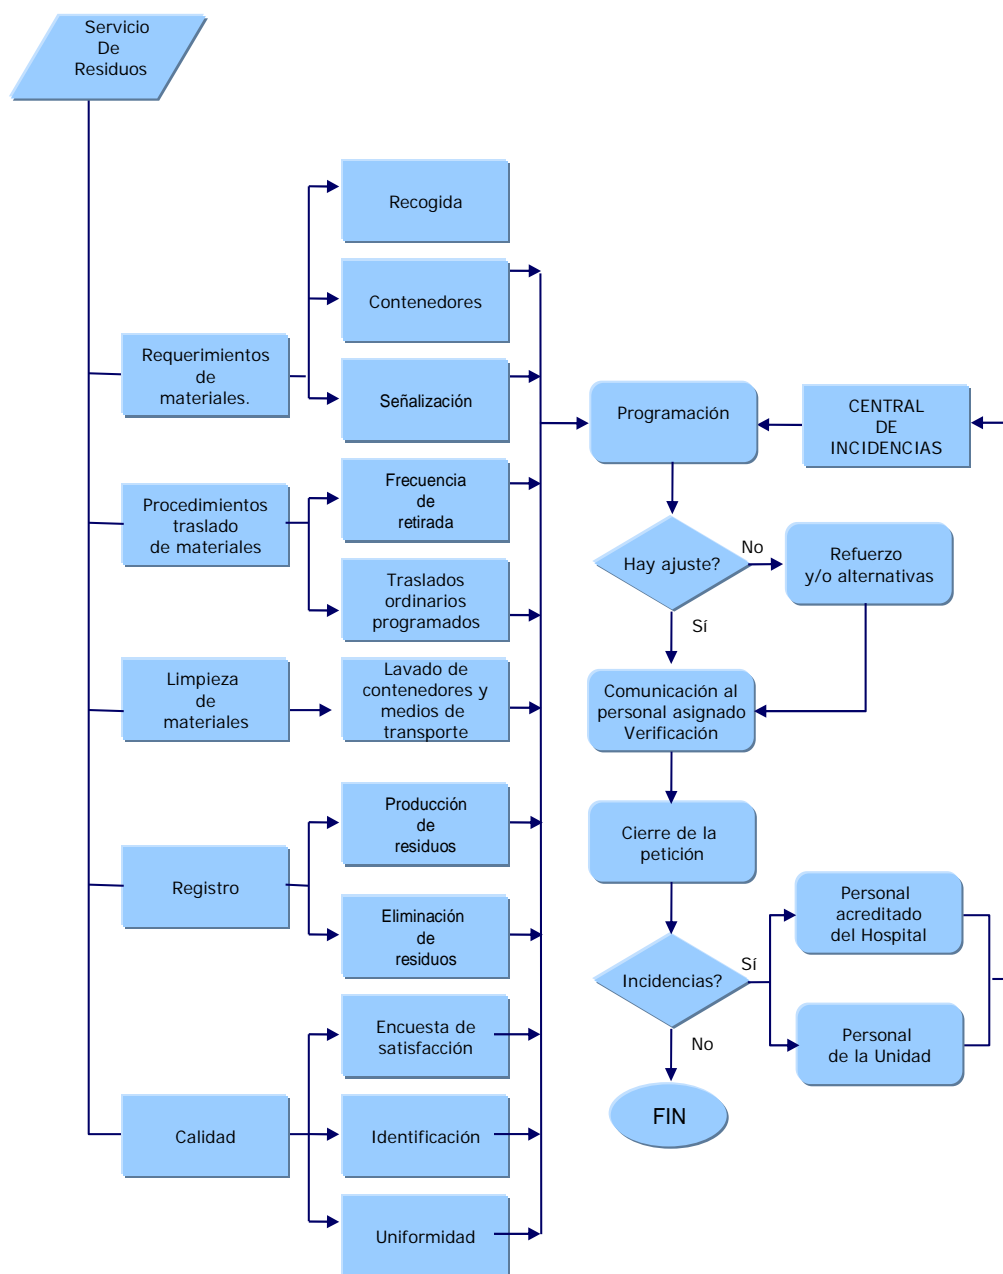 Servicio
De
Residuos
Recogida
Contenedores
Requerimientos
de
materiales.
Señalización
Procedimientos
traslado
de materiales
Frecuencia
de
retirada
Traslados
ordinarios
programados
Limpieza
de
materiales
Lavado de
contenedores y
medios de
transporte
Registro
Producción
de
residuos
Eliminación
de
residuos
Calidad
Encuesta de
satisfacción
Identificación
Uniformidad
Programación
CENTRAL
DE
INCIDENCIAS
Hay ajuste?
No
Refuerzo
y/o alternativas
Sí
Comunicación al
personal asignado
Verificación
Cierre de la
petición
Incidencias?
Sí
Personal
acreditado
del Hospital
Personal
de la Unidad
No
FIN